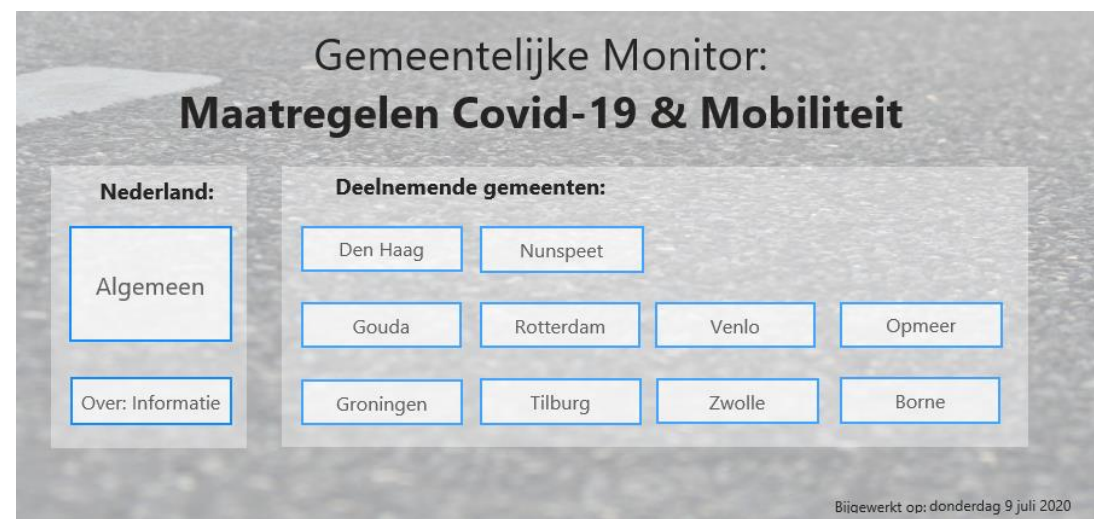 Gemeentelijke Monitor:
Maatregelen Covid-19 & Mobiliteit
Nederland:
Algemeen
Over: Informatie
Deelnemende gemeenten:
Den Haag
Nunspeet
Gouda
Rotterdam
Venlo
Opmeer
Groningen
Tilburg
Zwolle
Borne
Bijgewerkt op: donderdag 9 juli 2020